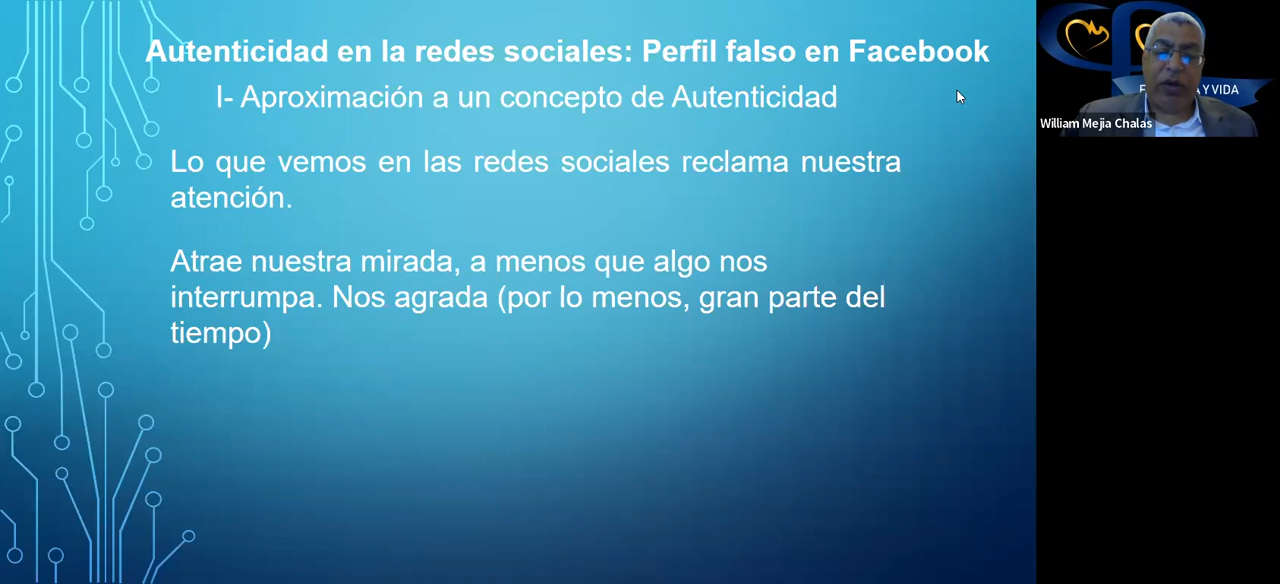 Autenticidad en la redes sociales: Perfil falso en Facebook
I- Aproximación a un concepto de Autenticidad
Lo que vemos en las redes sociales reclama nuestra
atención.
Atrae nuestra mirada, a menos que algo nos
interrumpa. Nos agrada (por lo menos, gran parte del
tiempo)
Y VIDA
William Mejia Chalas